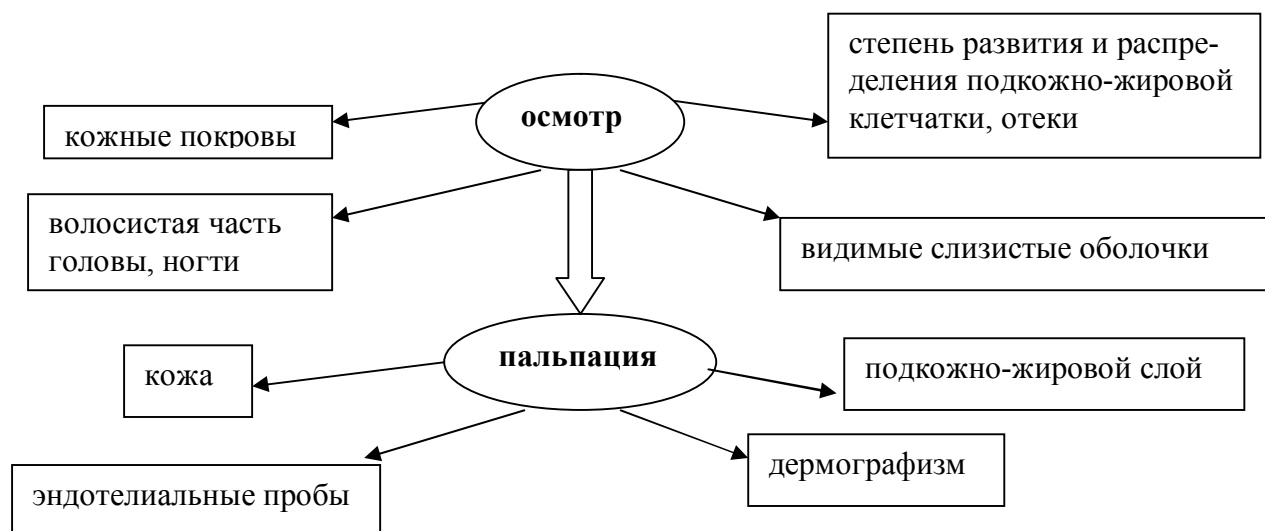 степень развития и распре-
деления подкожно-жировой
клетчатки, отеки
осмотр
кожные покровы
волосистая часть
головы, ногти
видимые слизистые оболочки
пальпация
кожа
подкожно-жировой слой
дермографизм
эндотелиальные пробы